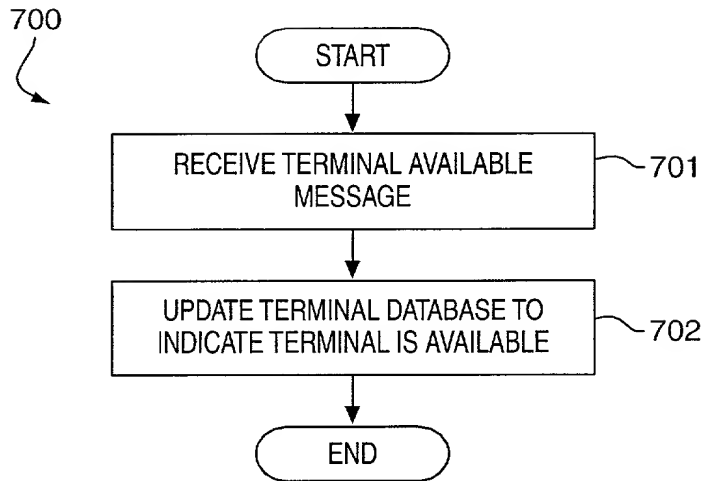 700
START
RECEIVE TERMINAL AVAILABLE
MESSAGE
701
UPDATE TERMINAL DATABASE TO
INDICATE TERMINAL IS AVAILABLE
702
END